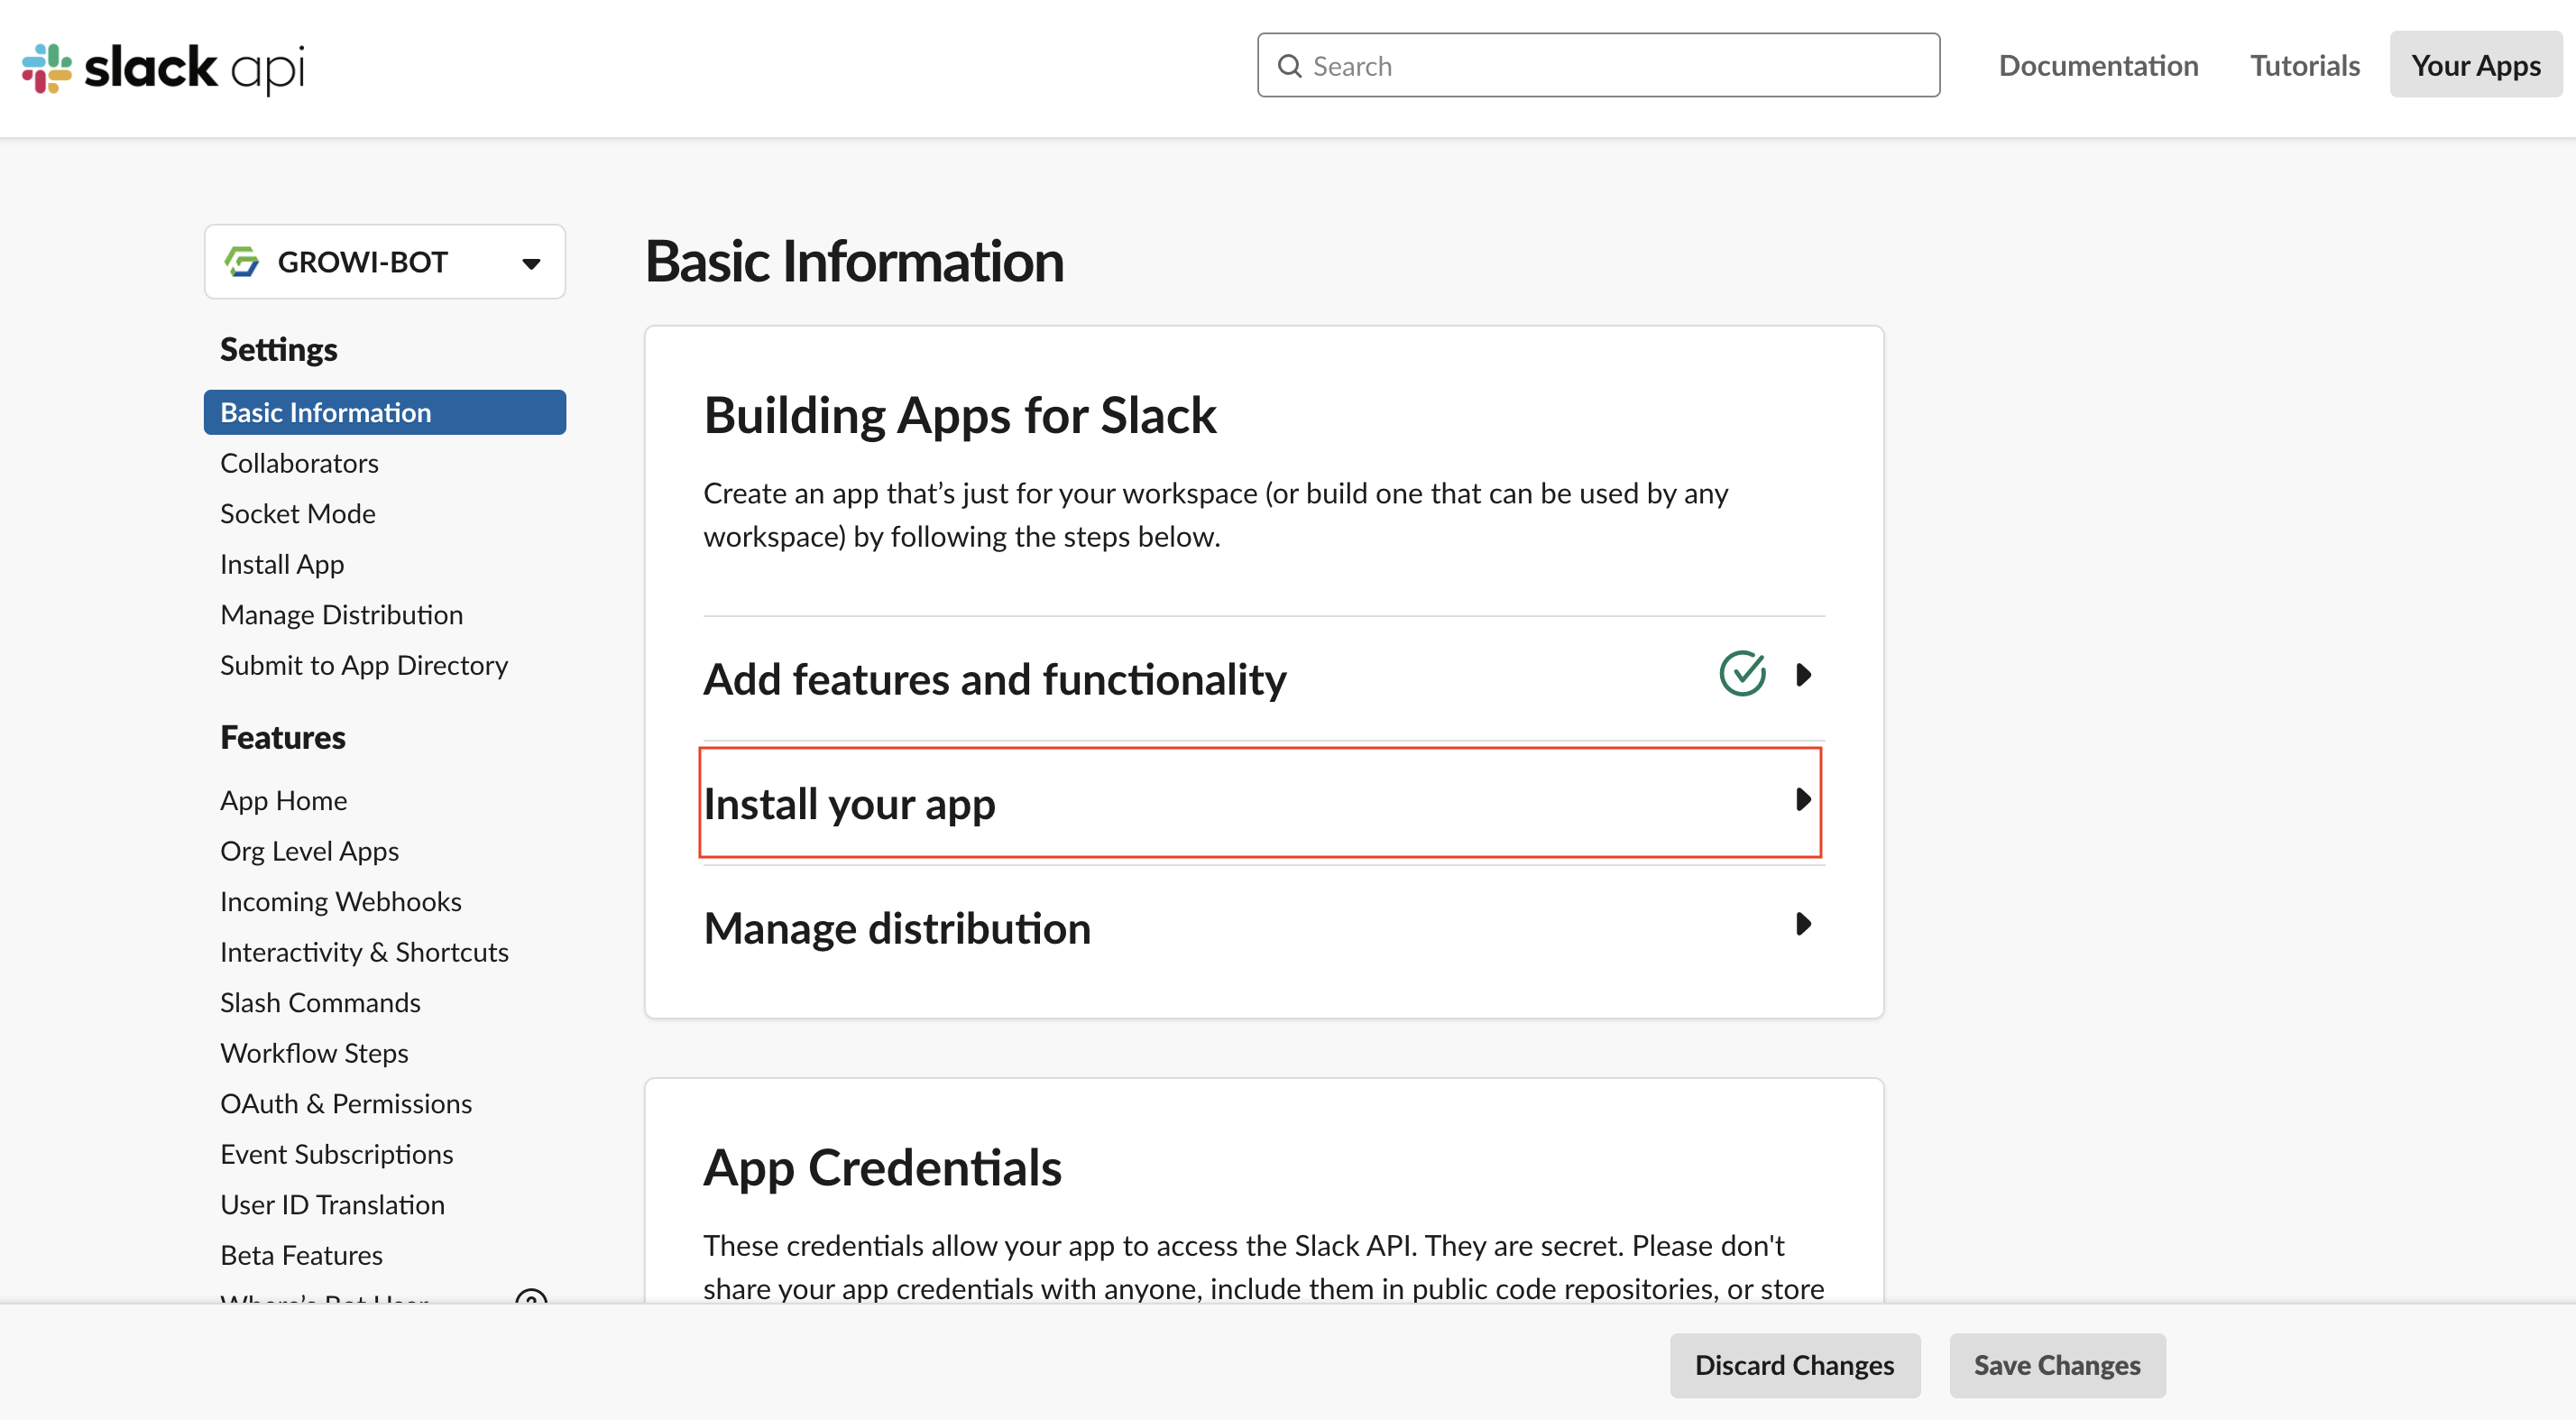 slack api
Search
Documentation
Tutorials
Your Apps
GROWI-BOT
Settings
Basic Information
Collaborators
Socket Mode
Install App
Manage Distribution
Submit to App Directory
Features
App Home
Org Level Apps
Incoming Webhooks
Interactivity & Shortcuts
Slash Commands
Workflow Steps
OAuth & Permissions
Event Subscriptions
User ID Translation
Beta Features
Where's Bot User
Basic Information
Building Apps for Slack
Create an app that’s just for your workspace (or build one that can be used by any
workspace) by following the steps below.
Add features and functionality
Install your app
Manage distribution
App Credentials
These credentials allow your app to access the Slack API. They are secret. Please don't
share your app credentials with anyone, include them in public code repositories, or store
Discard Changes
Save Changes